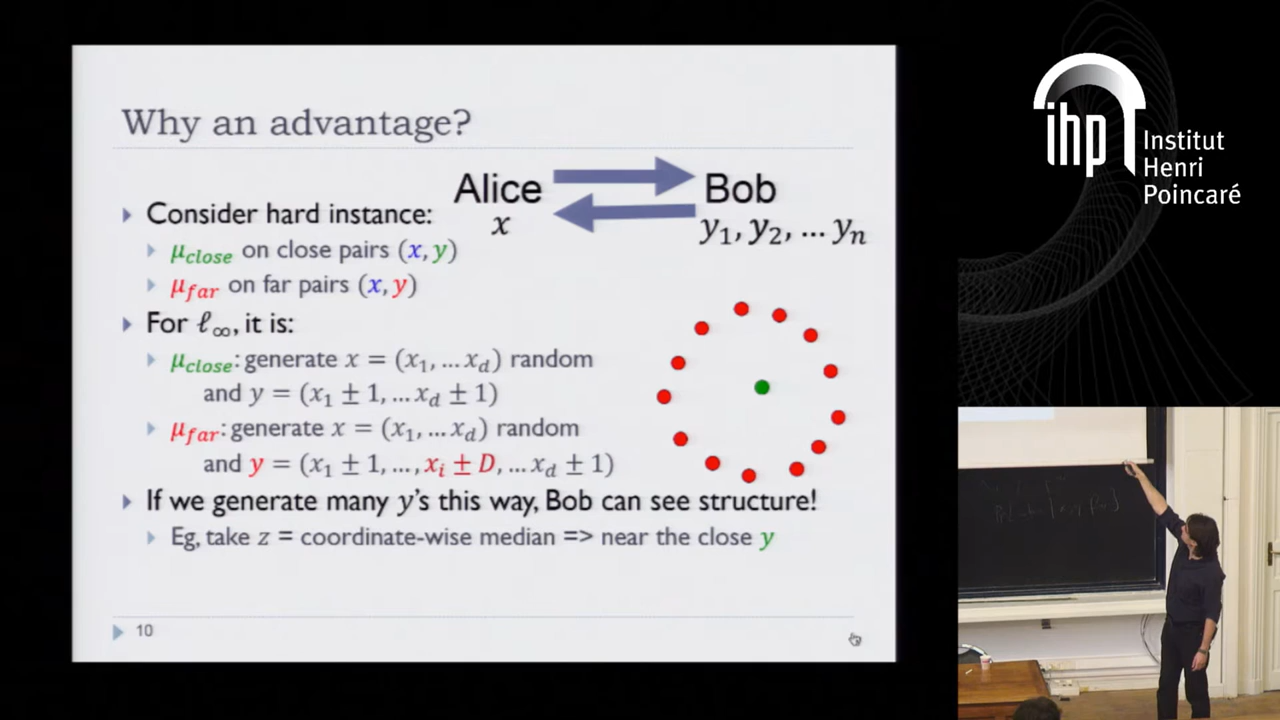 Why an advantage?
Alice
Bob
x
y₁, y₂, … yₙ
Consider hard instance:
μ_close on close pairs (x, y)
μ_far on far pairs (x, y)
For ℓ∞, it is:
μ_close: generate x = (x₁, … x_d) random
and y = (x₁ ± 1, … x_d ± 1)
μ_far: generate x = (x₁, … x_d) random
and y = (x₁ ± 1, …, x_i ± D, … x_d ± 1)
If we generate many y's this way, Bob can see structure!
Eg, take z = coordinate-wise median => near the close y
10
ihp
Institut
Henri
Poincaré